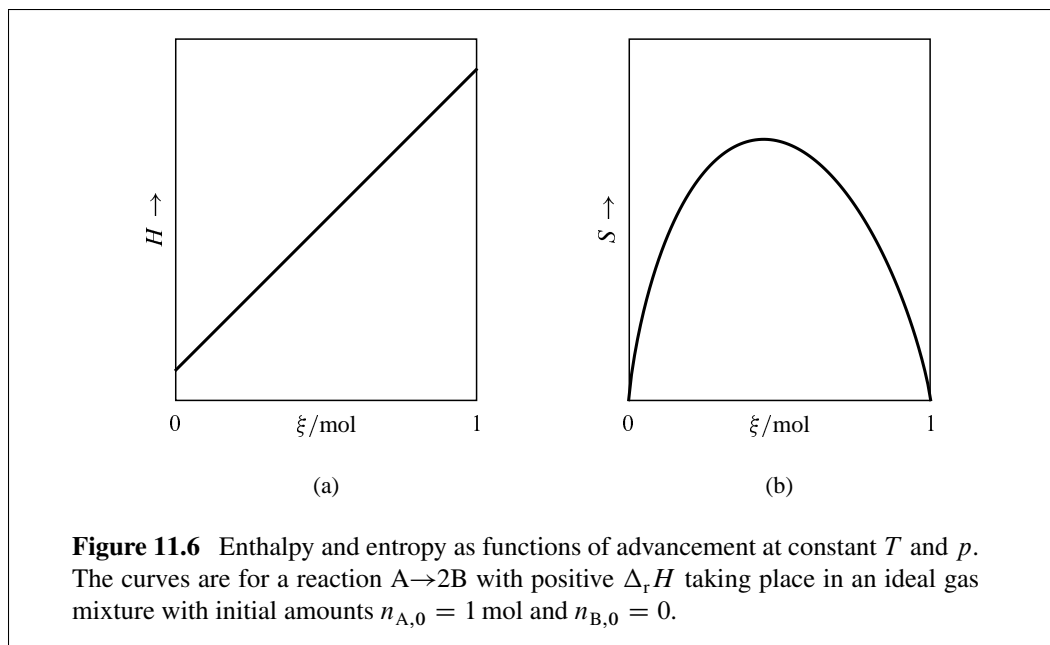 H →
0
ξ/mol
1
(a)
S →
0
ξ/mol
1
(b)
Figure 11.6 Enthalpy and entropy as functions of advancement at constant T and p.
The curves are for a reaction A→2B with positive ΔᵣH taking place in an ideal gas
mixture with initial amounts n_A,0 = 1 mol and n_B,0 = 0.